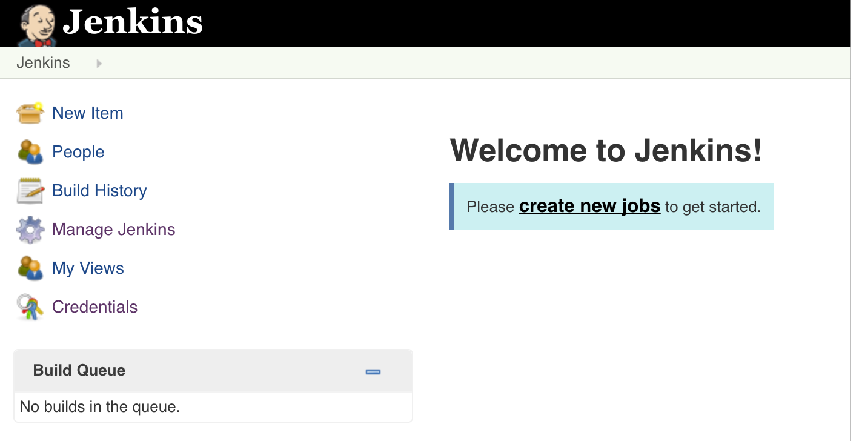 Jenkins
Jenkins
New Item
People
Build History
Manage Jenkins
My Views
Credentials
Welcome to Jenkins!
Please create new jobs to get started.
Build Queue
No builds in the queue.